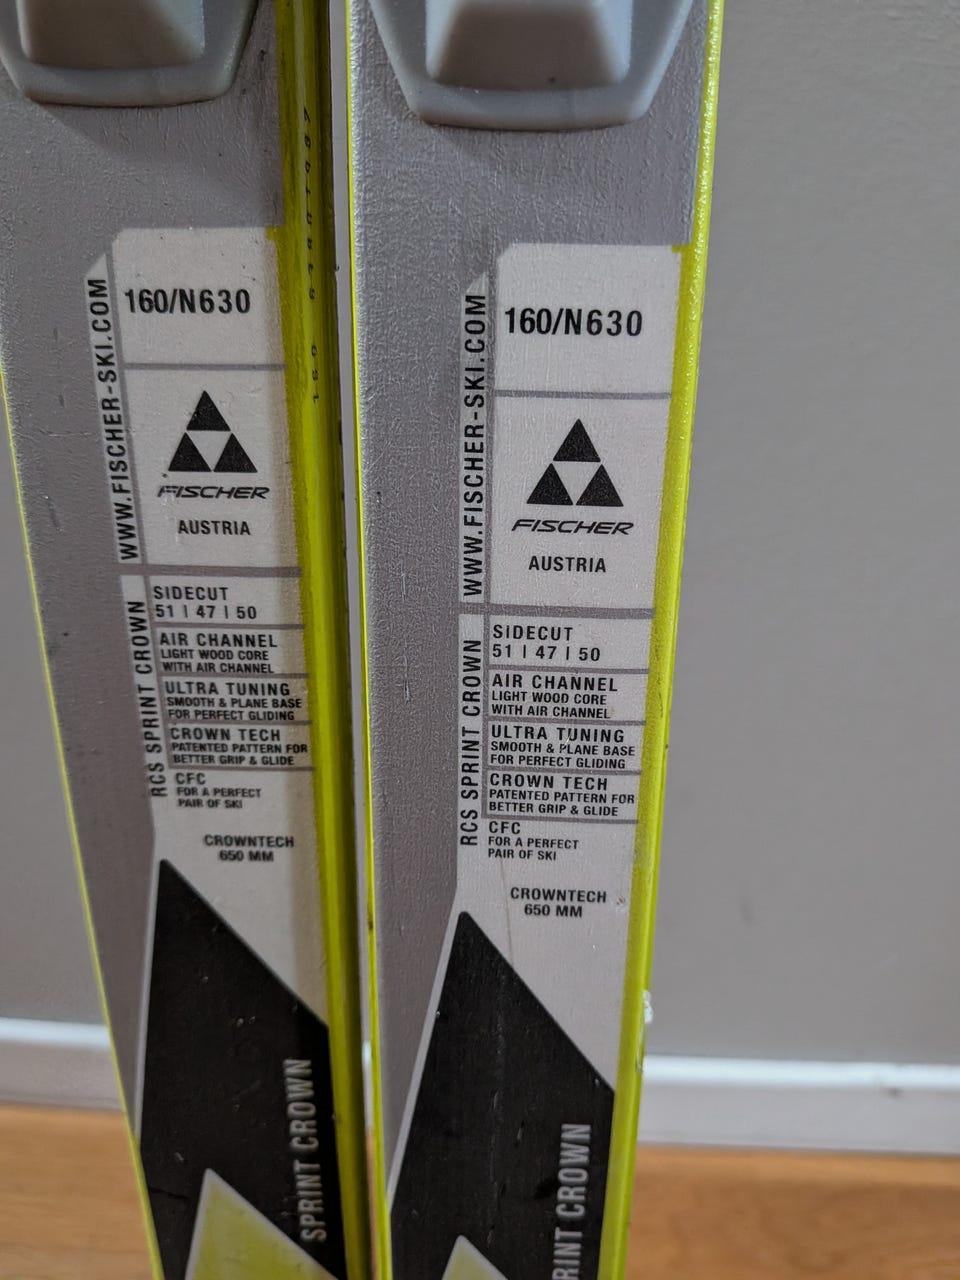 160/N630
WWW.FISCHER-SKI.COM
FISCHER
AUSTRIA
RCS SPRINT CROWN
SIDECUT
51 | 47 | 50
AIR CHANNEL
LIGHT WOOD CORE
WITH AIR CHANNEL
ULTRA TUNING
SMOOTH & PLANE BASE
FOR PERFECT GLIDING
CROWN TECH
PATENTED PATTERN FOR
BETTER GRIP & GLIDE
CFC
FOR A PERFECT
PAIR OF SKI
CROWNTECH
650 MM
SPRINT CROWN
160/N630
WWW.FISCHER-SKI.COM
FISCHER
AUSTRIA
RCS SPRINT CROWN
SIDECUT
51 | 47 | 50
AIR CHANNEL
LIGHT WOOD CORE
WITH AIR CHANNEL
ULTRA TUNING
SMOOTH & PLANE BASE
FOR PERFECT GLIDING
CROWN TECH
PATENTED PATTERN FOR
BETTER GRIP & GLIDE
CFC
FOR A PERFECT
PAIR OF SKI
CROWNTECH
650 MM
RINT CROWN